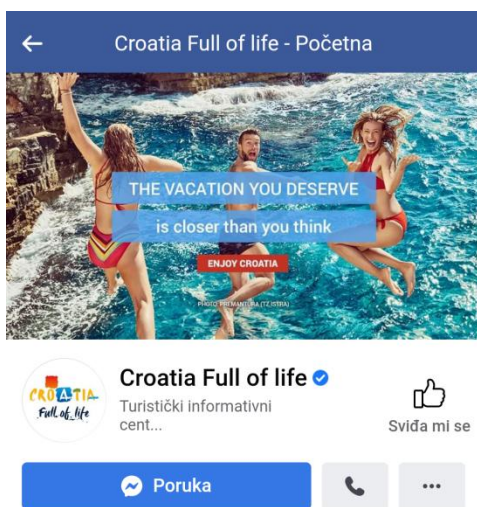 Croatia Full of life - Početna
THE VACATION YOU DESERVE
is closer than you think
ENJOY CROATIA
PHOTO: PREMANTURA (TZ ISTRA)
CROATIA
Full of life
Croatia Full of life
Turistički informativni
cent...
Sviđa mi se
Poruka